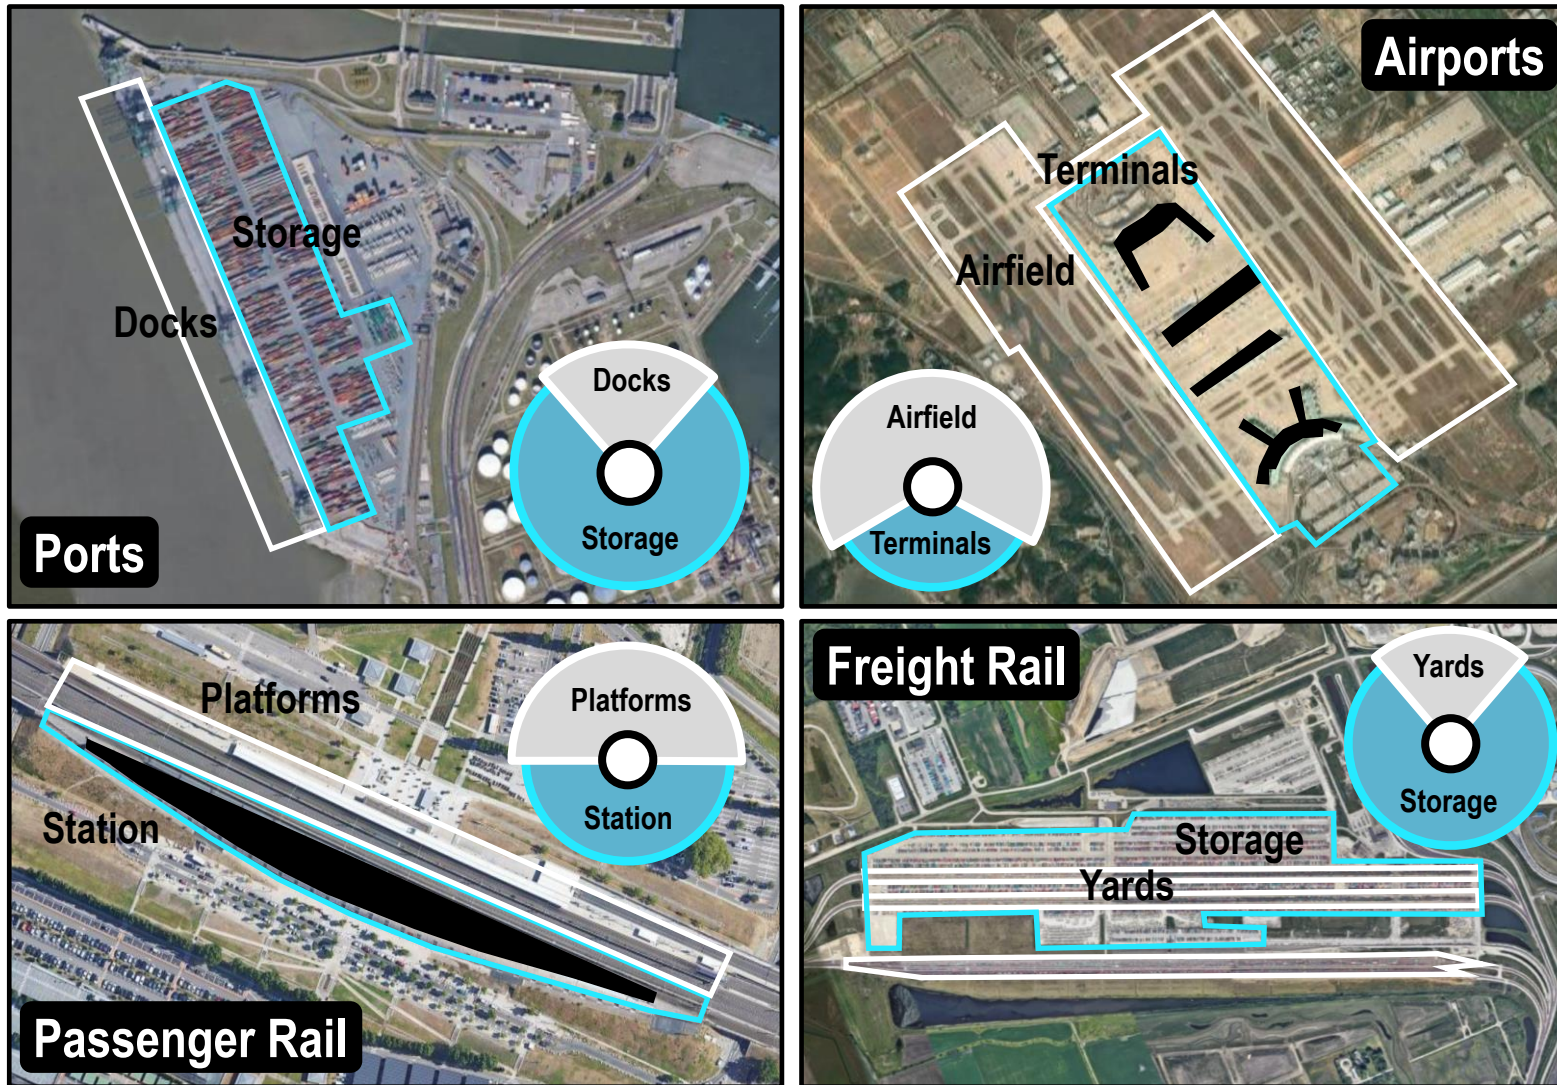 Storage
Docks
Docks
Storage
Ports
Airports
Terminals
Airfield
Airfield
Terminals
Platforms
Station
Platforms
Station
Passenger Rail
Freight Rail
Yards
Storage
Storage
Yards